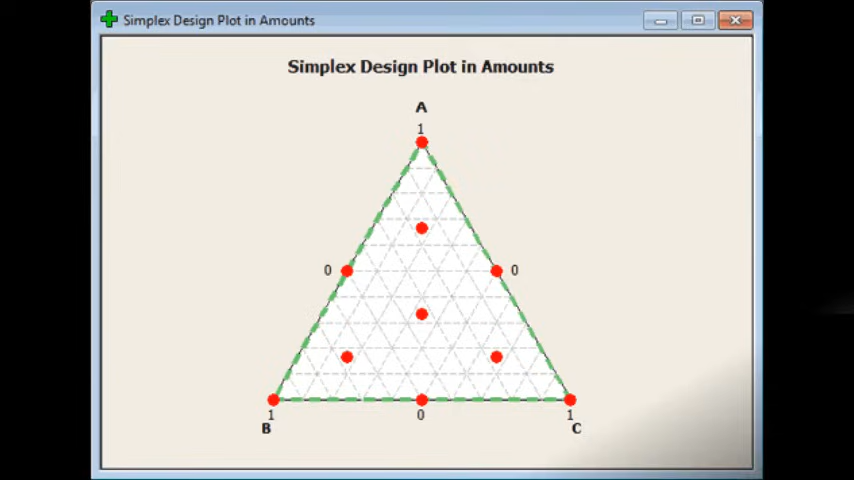 Simplex Design Plot in Amounts
Simplex Design Plot in Amounts
A
1
0 0
1 0 1
B C